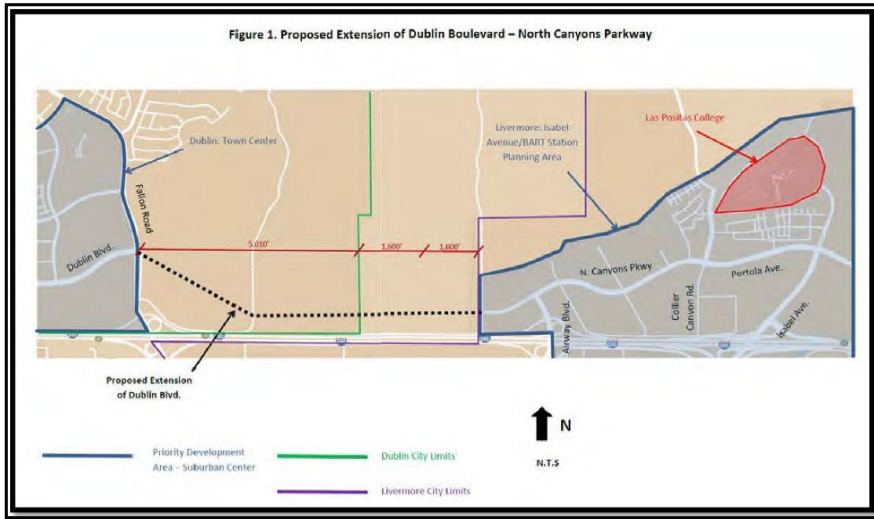 Figure 1. Proposed Extension of Dublin Boulevard – North Canyons Parkway
Las Positas College
Dublin: Town Center
Livermore: Isabel
Avenue/BART Station
Planning Area
Fallon Road
Dublin Blvd.
5,010'
1,600'
1,600'
N. Canyons Pkwy
Portola Ave.
Collier
Canyon Rd.
Airway Blvd.
Isabel Ave.
Proposed Extension
of Dublin Blvd.
N
N.T.S
Priority Development
Area – Suburban Center
Dublin City Limits
Livermore City Limits